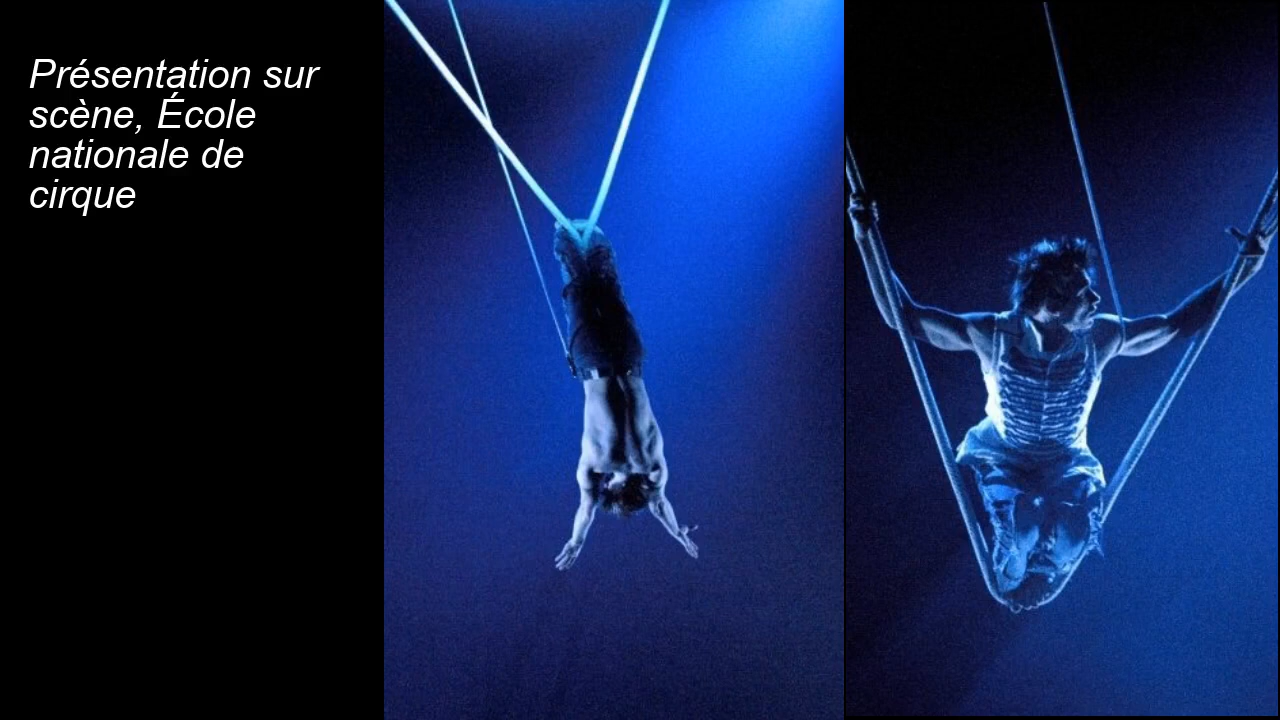 Présentation sur
scène, École
nationale de
cirque